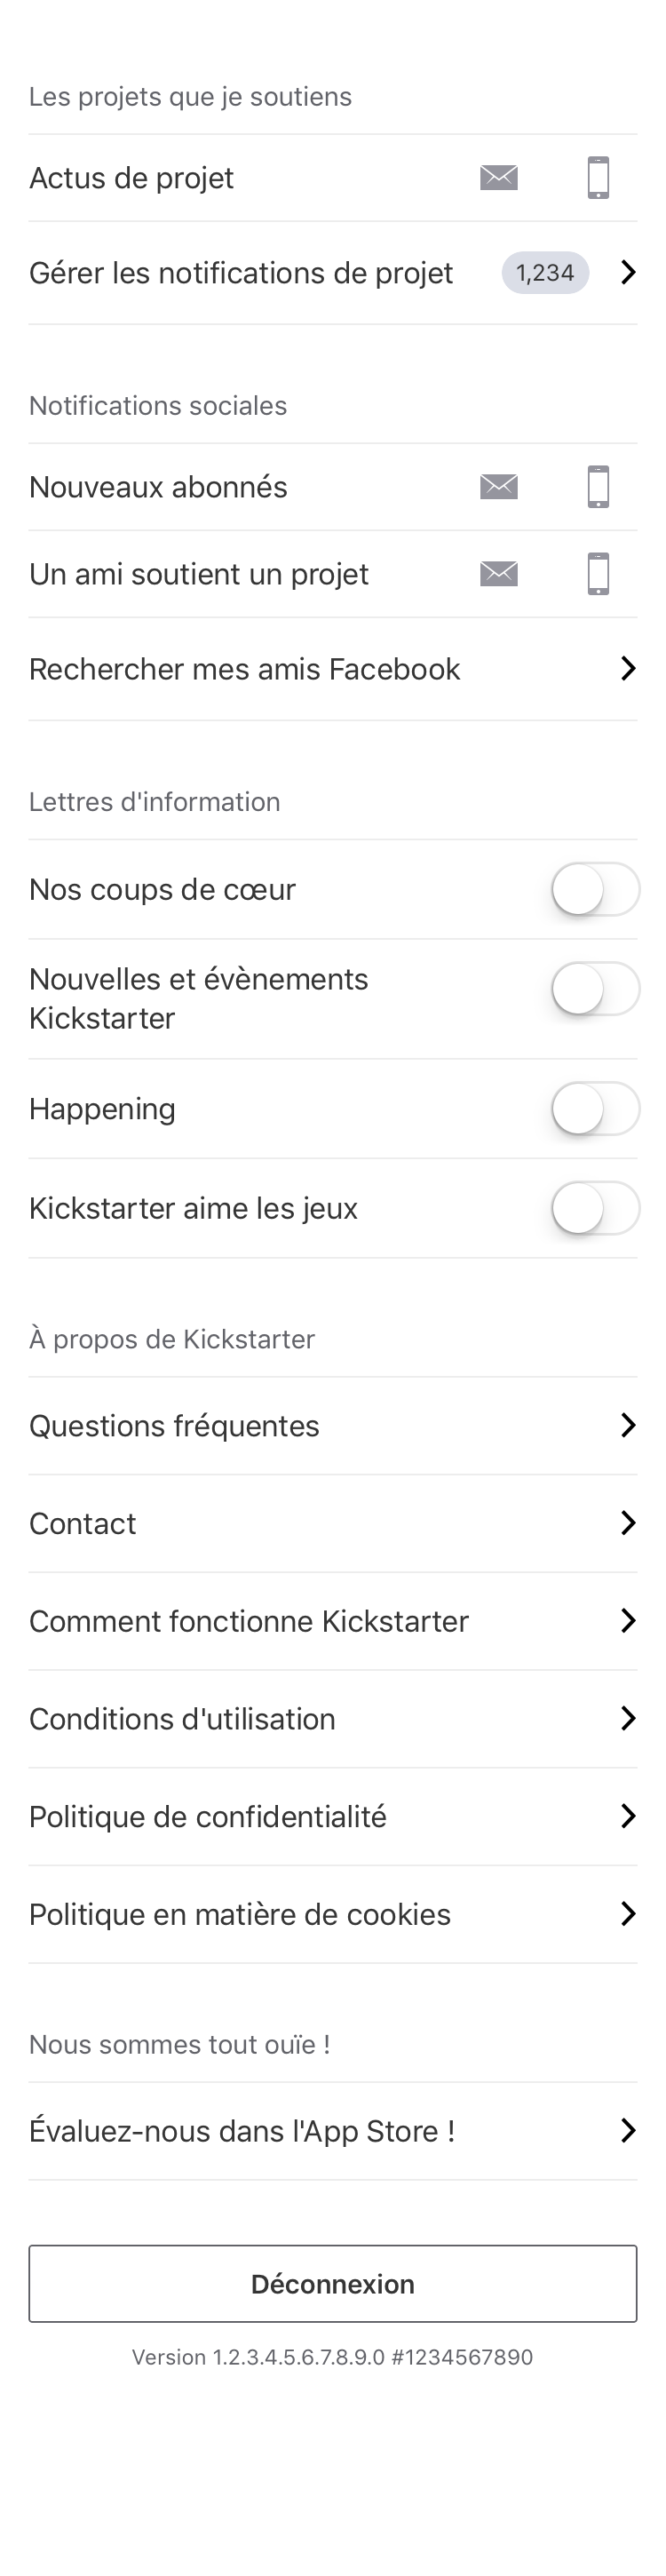 Les projets que je soutiens
Actus de projet
Gérer les notifications de projet 1,234
Notifications sociales
Nouveaux abonnés
Un ami soutient un projet
Rechercher mes amis Facebook
Lettres d'information
Nos coups de cœur
Nouvelles et évènements
Kickstarter
Happening
Kickstarter aime les jeux
À propos de Kickstarter
Questions fréquentes
Contact
Comment fonctionne Kickstarter
Conditions d'utilisation
Politique de confidentialité
Politique en matière de cookies
Nous sommes tout ouïe !
Évaluez-nous dans l'App Store !
Déconnexion
Version 1.2.3.4.5.6.7.8.9.0 #1234567890